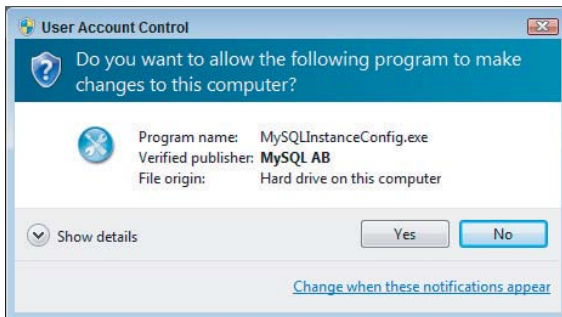 User Account Control
Do you want to allow the following program to make
changes to this computer?
Program name: MySQLInstanceConfig.exe
Verified publisher: MySQL AB
File origin: Hard drive on this computer
Show details
Yes
No
Change when these notifications appear